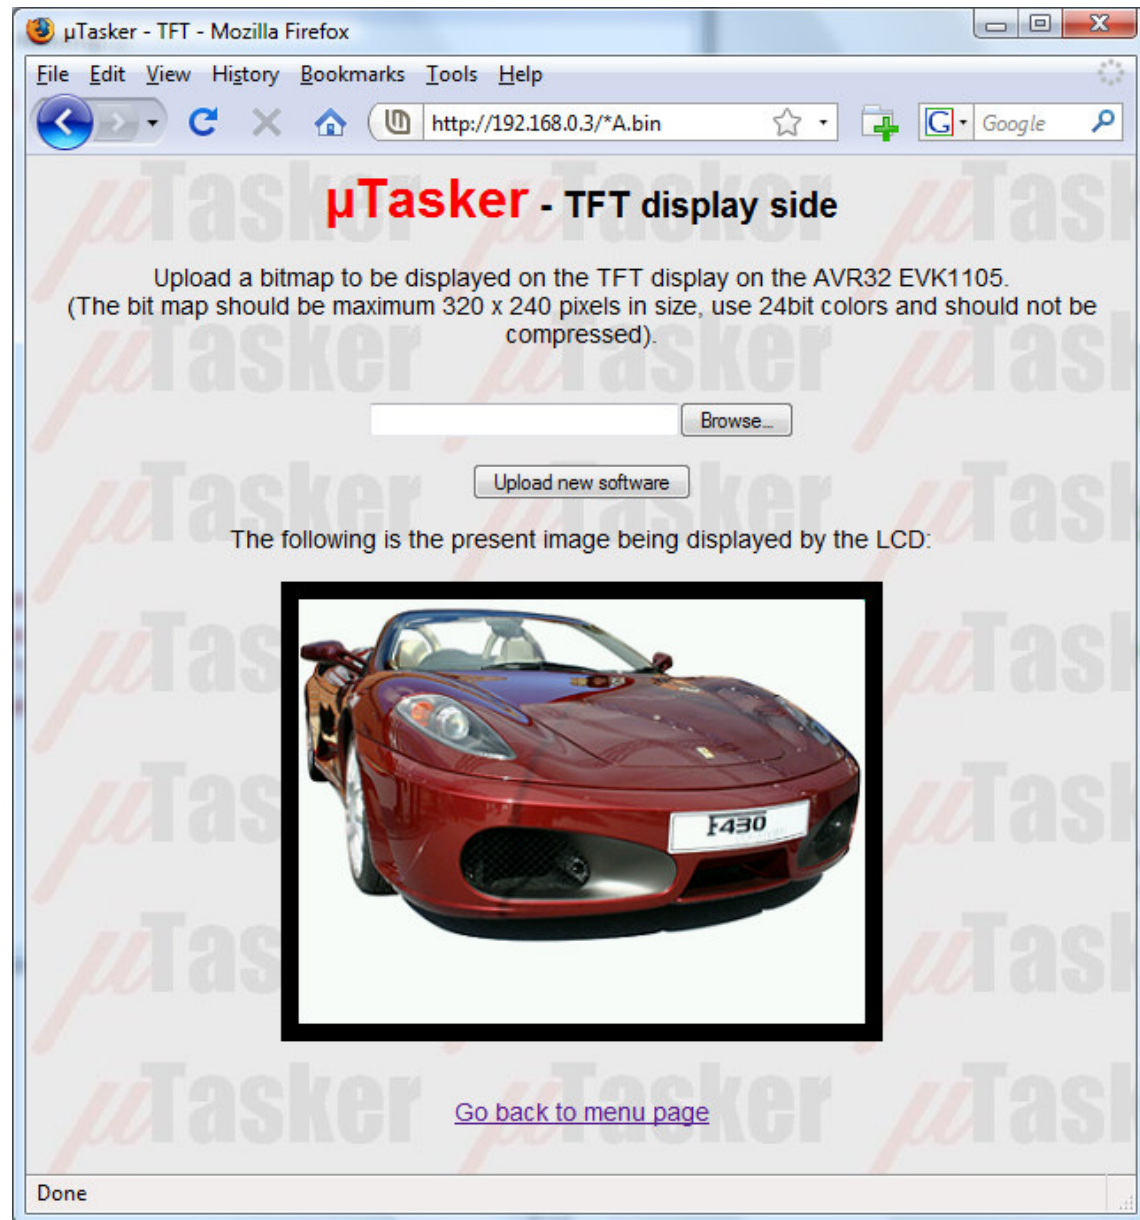 µTasker - TFT - Mozilla Firefox
File Edit View History Bookmarks Tools Help
http://192.168.0.3/*A.bin
G Google
µTasker - TFT display side
Upload a bitmap to be displayed on the TFT display on the AVR32 EVK1105.
(The bit map should be maximum 320 x 240 pixels in size, use 24bit colors and should not be
compressed).
Browse...
Upload new software
The following is the present image being displayed by the LCD:
F430
Go back to menu page
Done